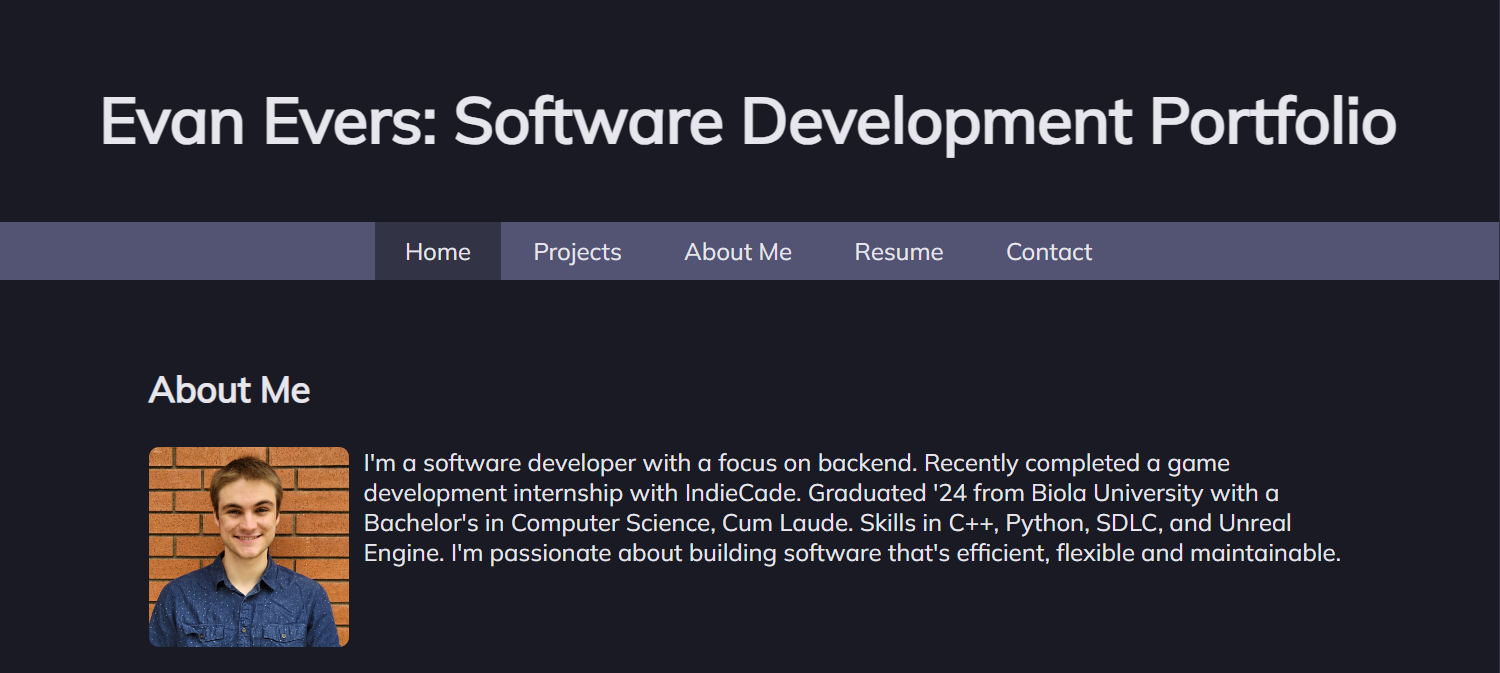 Evan Evers: Software Development Portfolio
Home Projects About Me Resume Contact
About Me
I'm a software developer with a focus on backend. Recently completed a game
development internship with IndieCade. Graduated '24 from Biola University with a
Bachelor's in Computer Science, Cum Laude. Skills in C++, Python, SDLC, and Unreal
Engine. I'm passionate about building software that's efficient, flexible and maintainable.